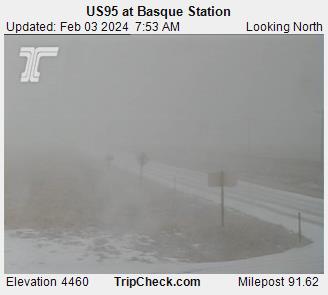 US95 at Basque Station
Updated: Feb 03 2024 7:53 AM Looking North
Elevation 4460 TripCheck.com Milepost 91.62